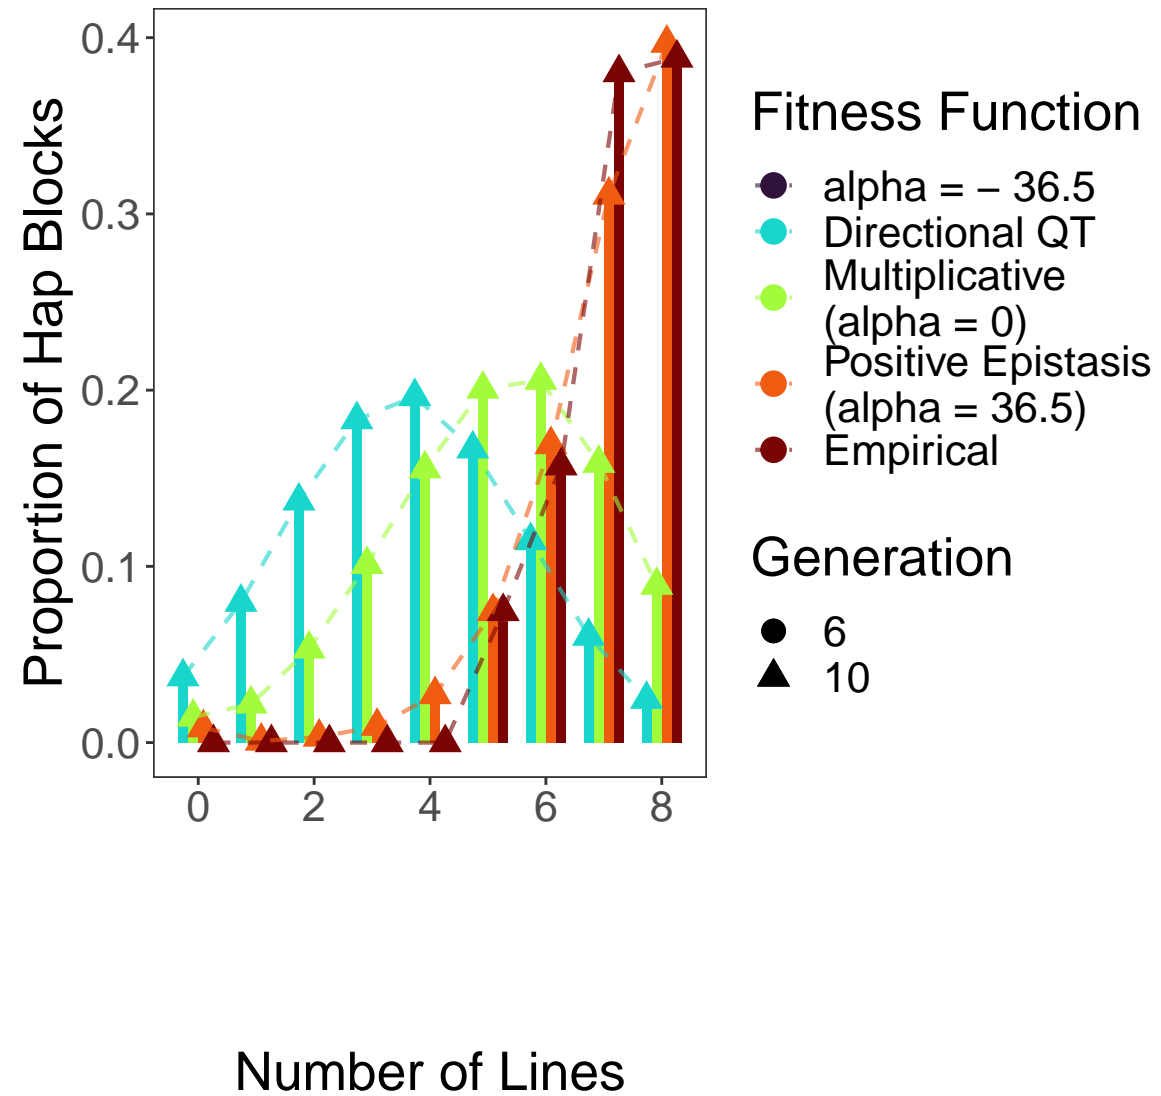 Proportion of Hap Blocks
0.4
0.3
0.2
0.1
0.0
0 2 4 6 8
Number of Lines
Fitness Function
alpha = − 36.5
Directional QT
Multiplicative
(alpha = 0)
Positive Epistasis
(alpha = 36.5)
Empirical
Generation
6
10